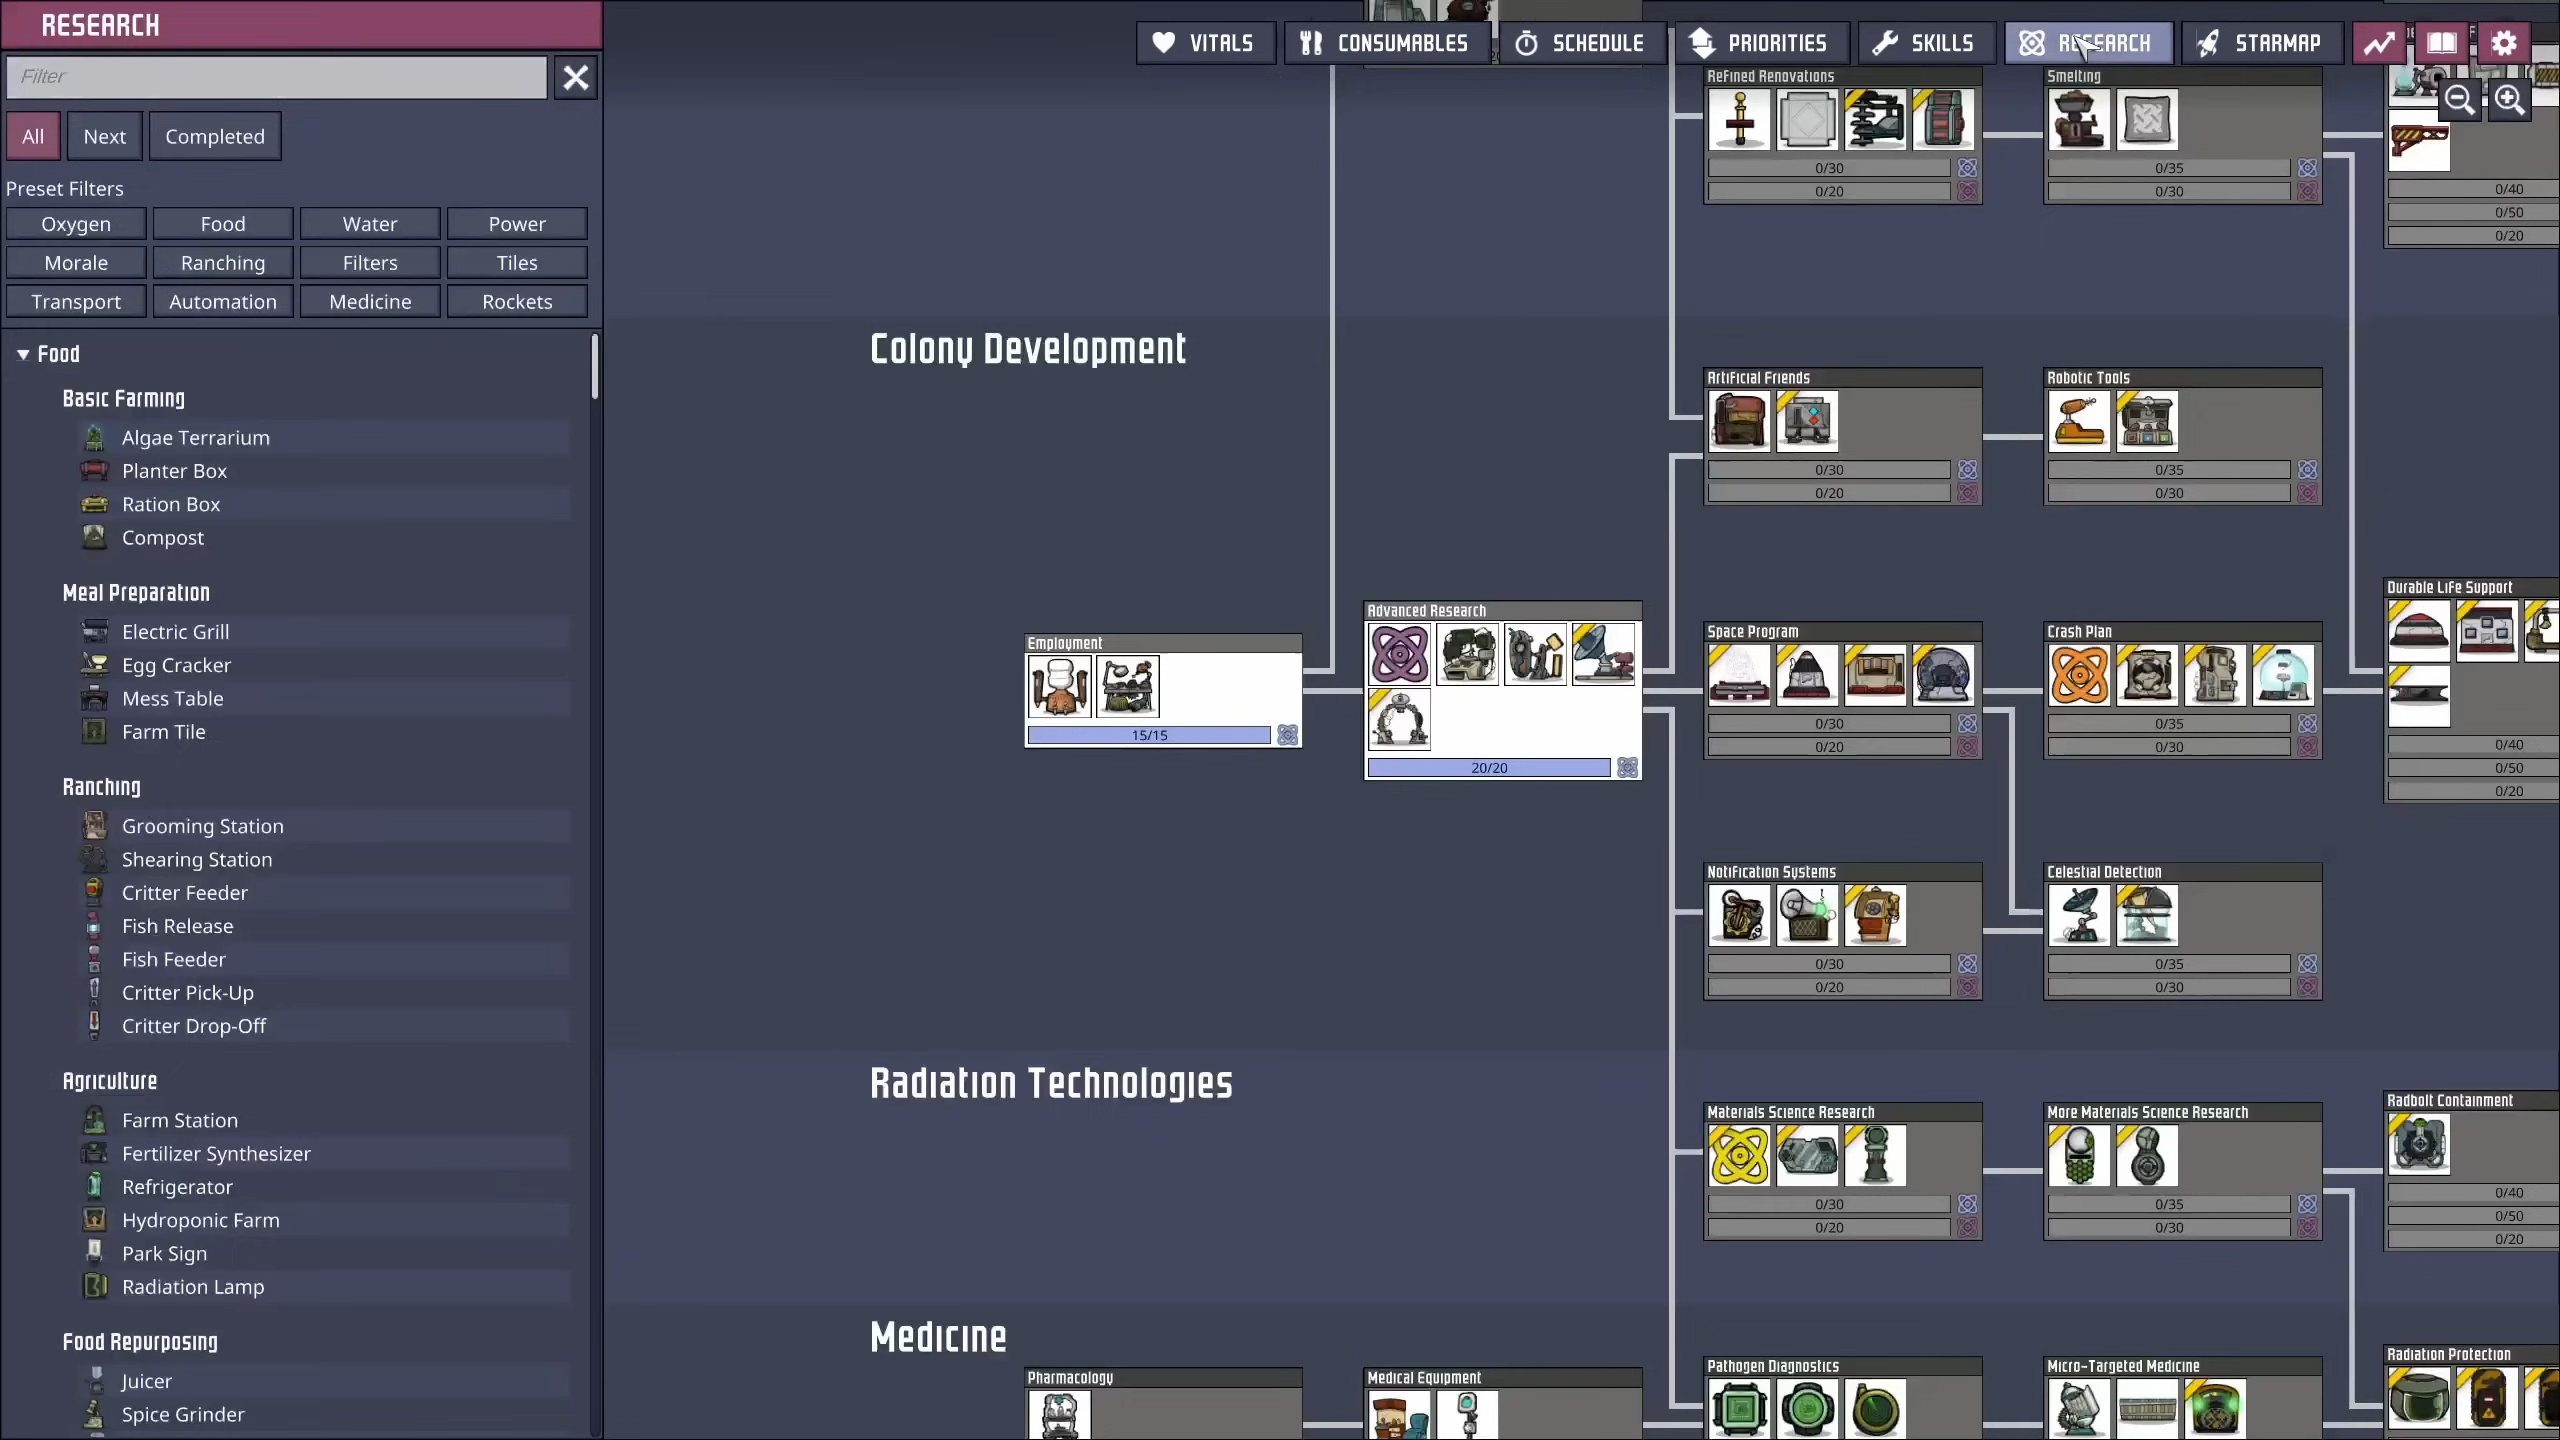 RESEARCH
VITALS
CONSUMABLES
SCHEDULE
PRIORITIES
SKILLS
RESEARCH
STARMAP
Filter
All
Next
Completed
Preset Filters
Oxygen
Food
Water
Power
Morale
Ranching
Filters
Tiles
Transport
Automation
Medicine
Rockets
Food
Basic Farming
Algae Terrarium
Planter Box
Ration Box
Compost
Meal Preparation
Electric Grill
Egg Cracker
Mess Table
Farm Tile
Ranching
Grooming Station
Shearing Station
Critter Feeder
Fish Release
Fish Feeder
Critter Pick-Up
Critter Drop-Off
Agriculture
Farm Station
Fertilizer Synthesizer
Refrigerator
Hydroponic Farm
Park Sign
Radiation Lamp
Food Repurposing
Juicer
Spice Grinder
Refined Renovations
0/30
0/20
Smelting
0/35
0/30
0/40
0/50
0/20
Colony Development
Artificial Friends
0/30
0/20
Robotic Tools
0/35
0/30
Employment
15/15
Advanced Research
20/20
Space Program
0/30
0/20
Crash Plan
0/35
0/30
Durable Life Support
0/40
0/50
0/20
Notification Systems
0/30
0/20
Celestial Detection
0/35
0/30
Radiation Technologies
Materials Science Research
0/30
0/20
More Materials Science Research
0/35
0/30
Radbolt Containment
0/40
0/50
0/20
Medicine
Pharmacology
Medical Equipment
Pathogen Diagnostics
Micro-Targeted Medicine
Radiation Protection